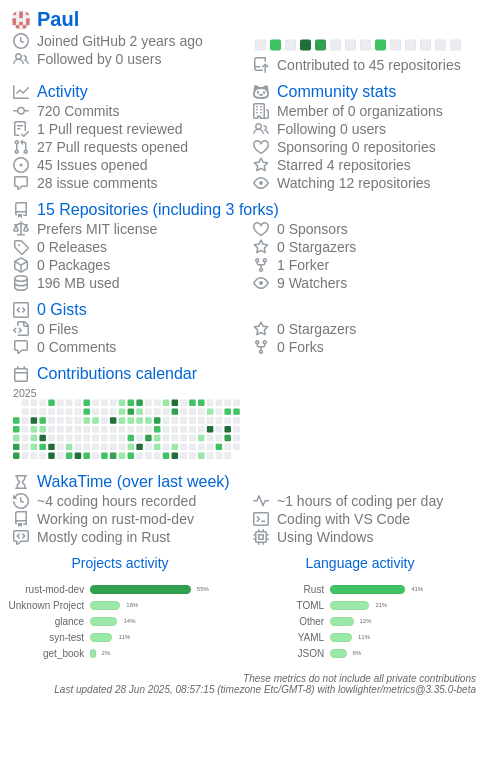 Paul
Joined GitHub 2 years ago
Followed by 0 users
Contributed to 45 repositories
Activity
720 Commits
1 Pull request reviewed
27 Pull requests opened
45 Issues opened
28 issue comments
Community stats
Member of 0 organizations
Following 0 users
Sponsoring 0 repositories
Starred 4 repositories
Watching 12 repositories
15 Repositories (including 3 forks)
Prefers MIT license
0 Releases
0 Packages
196 MB used
0 Sponsors
0 Stargazers
1 Forker
9 Watchers
0 Gists
0 Files
0 Comments
0 Stargazers
0 Forks
Contributions calendar
2025
WakaTime (over last week)
~4 coding hours recorded
Working on rust-mod-dev
Mostly coding in Rust
~1 hours of coding per day
Coding with VS Code
Using Windows
Projects activity
rust-mod-dev 55%
Unknown Project 16%
glance 14%
syn-test 11%
get_book 2%
Language activity
Rust 41%
TOML 21%
Other 12%
YAML 11%
JSON 8%
These metrics do not include all private contributions
Last updated 28 Jun 2025, 08:57:15 (timezone Etc/GMT-8) with lowlighter/metrics@3.35.0-beta